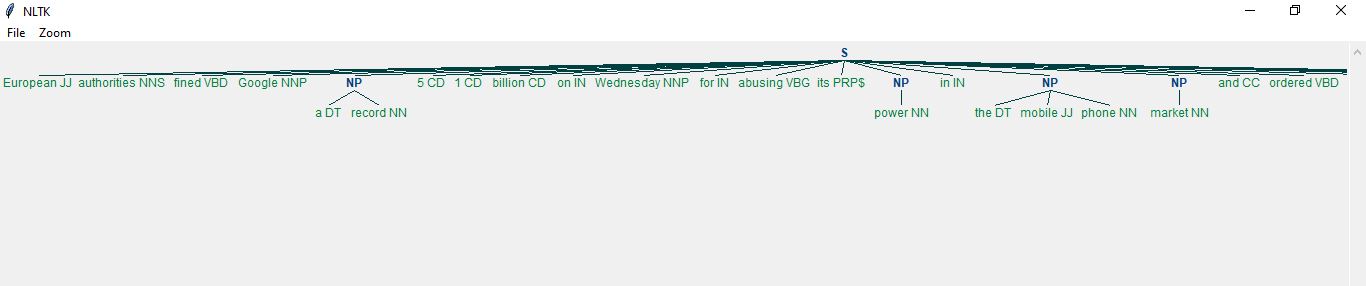 NLTK
File Zoom
S
European JJ authorities NNS fined VBD Google NNP NP 5 CD 1 CD billion CD on IN Wednesday NNP for IN abusing VBG its PRP$ NP in IN NP NP and CC ordered VBD
a DT record NN power NN the DT mobile JJ phone NN market NN